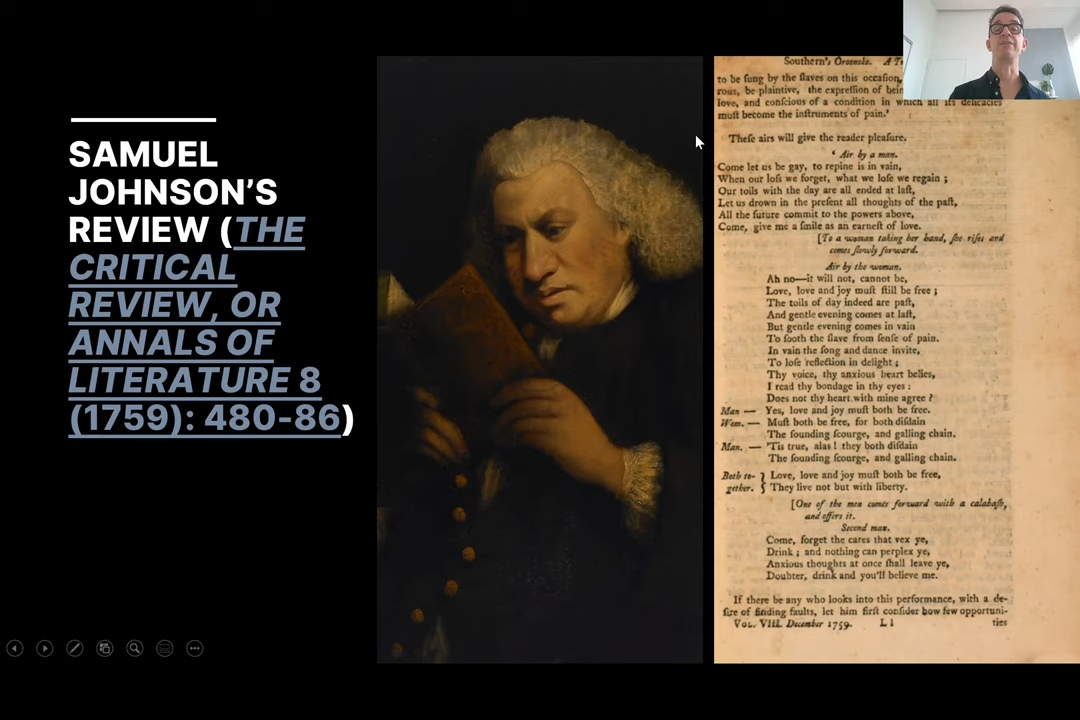 SAMUEL
JOHNSON’S
REVIEW (THE
CRITICAL
REVIEW, OR
ANNALS OF
LITERATURE 8
(1759): 480-86)
Southern's Oroonoko. A
to be ſung by the ſlaves on this occaſion,
rous, be plaintive, the expreſſion of
love, and conſcious of a condition in which all its delicacies
muſt become the inſtruments of pain.'
Theſe airs will give the reader pleaſure.
‘ Air by a man.
Come let us be gay, to repine is in vain,
When our loſs we forget, what we loſe we regain ;
Our toils with the day are all ended at laſt,
Let us drown in the preſent all thoughts of the paſt,
All the future commit to the powers above,
Come, give me a ſmile as an earneſt of love.
[To a woman taking her hand, ſhe riſes and
comes ſlowly forward.
Air by the woman.
Ah no—it will not, cannot be,
Love, love and joy muſt ſtill be free ;
The toils of day indeed are paſt,
And gentle evening comes at laſt,
But gentle evening comes in vain
To ſooth the ſlave from ſenſe of pain.
In vain the ſong and dance invite,
To loſe reflection in delight ;
Thy voice, thy anxious heart belies,
I read thy bondage in thy eyes :
Does not thy heart with mine agree ?
Man — Yes, love and joy muſt both be free.
Wom. — Muſt both be free, for both diſdain
The ſounding ſcourge, and galling chain.
Man. — 'Tis true, alas ! they both diſdain
The ſounding ſcourge, and galling chain.
Both to- } Love, love and joy muſt both be free,
gether. } They live not but with liberty.
[One of the men comes forward with a calabaſh,
and offers it.
Second man.
Come, forget the cares that vex ye,
Drink ; and nothing can perplex ye,
Anxious thoughts at once ſhall leave ye,
Doubter, drink and you'll believe me.
If there be any who looks into this performance, with a de-
ſire of finding faults, let him firſt conſider how few opportuni-
Vol. VIII. December 1759. L l ties